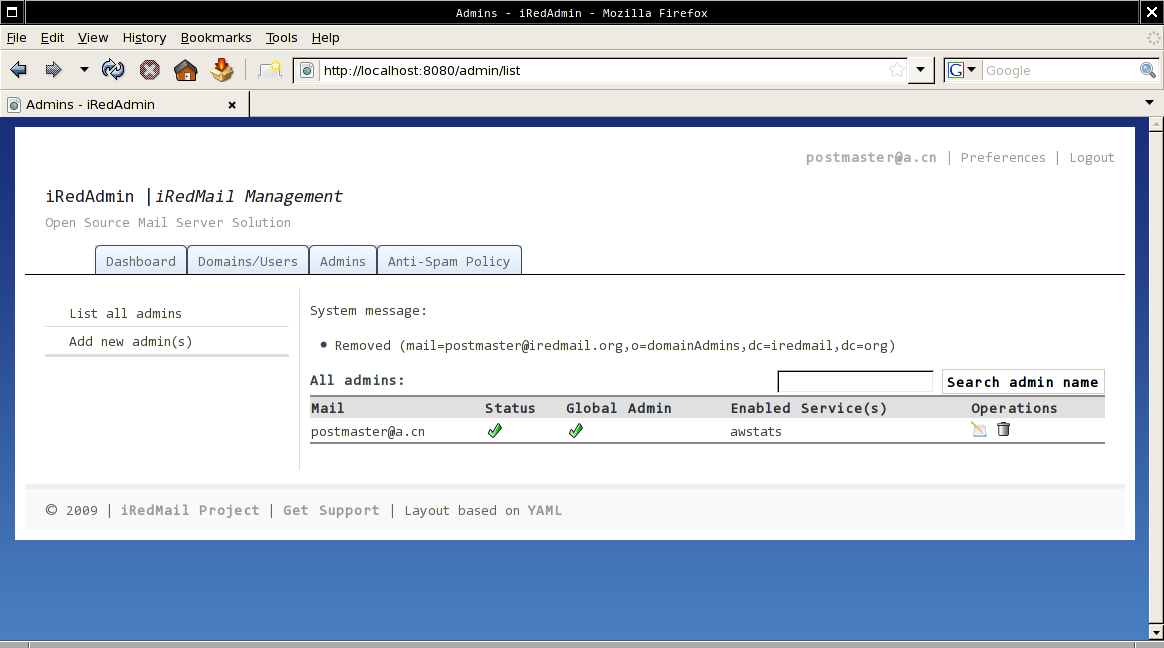 Admins - iRedAdmin - Mozilla Firefox
File Edit View History Bookmarks Tools Help
http://localhost:8080/admin/list
G Google
Admins - iRedAdmin
postmaster@a.cn | Preferences | Logout
iRedAdmin |iRedMail Management
Open Source Mail Server Solution
Dashboard Domains/Users Admins Anti-Spam Policy
List all admins
Add new admin(s)
System message:
• Removed (mail=postmaster@iredmail.org,o=domainAdmins,dc=iredmail,dc=org)
All admins: Search admin name
Mail Status Global Admin Enabled Service(s) Operations
postmaster@a.cn awstats
© 2009 | iRedMail Project | Get Support | Layout based on YAML